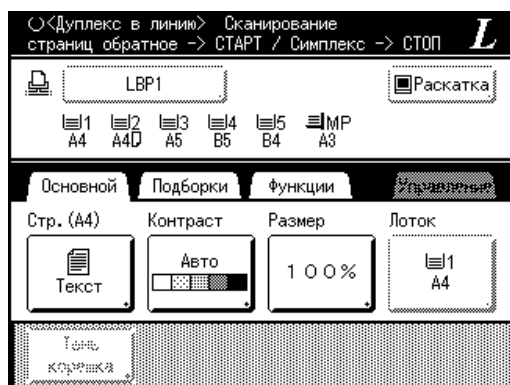 <Дуплекс в линию> Сканирование
страниц обратное -> СТАРТ / Симплекс -> СТОП
L
LBP1
Раскатка
1 2 3 4 5 MP
A4 A4 A5 B5 B4 A3
Основной Подборки Функции Управление
Стр.(A4) Контраст Размер Лоток
Текст
Авто
100%
1
A4
Тень
корешка